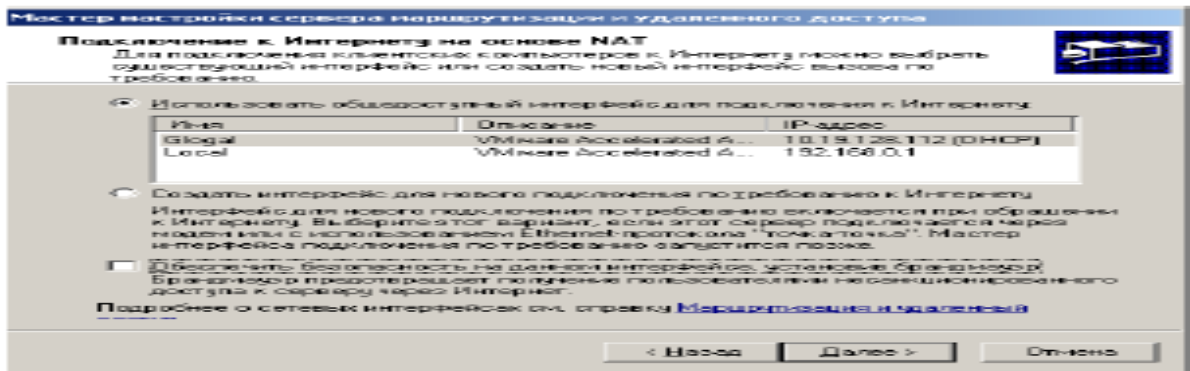 Мастер настройки сервера маршрутизации и удаленного доступа
Подключение к Интернету на основе NAT
Для подключения клиентских компьютеров к Интернету можно выбрать
существующий интерфейс или создать новый интерфейс вызова по
требованию.
Использовать общедоступный интерфейс для подключения к Интернету:
Имя Описание IP-адрес
Glogal VMware Accelerated A... 10.19.128.112 (DHCP)
Local VMware Accelerated A... 192.168.0.1
Создать интерфейс для нового подключения по требованию к Интернету
Интерфейс для нового подключения по требованию включается при обращении
к Интернету. Выберите этот вариант, если этот сервер подключается через
модем или с использованием Ethernet-протокола "точка-точка". Мастер
интерфейса подключения по требованию запустится позже.
Обеспечить безопасность на данном интерфейсе, установив брандмауэр
Брандмауэр предотвращает получение пользователями несанкционированного
доступа к серверу через Интернет.
Подробнее о сетевых интерфейсах см. справку Маршрутизация и удаленный
< Назад Далее > Отмена